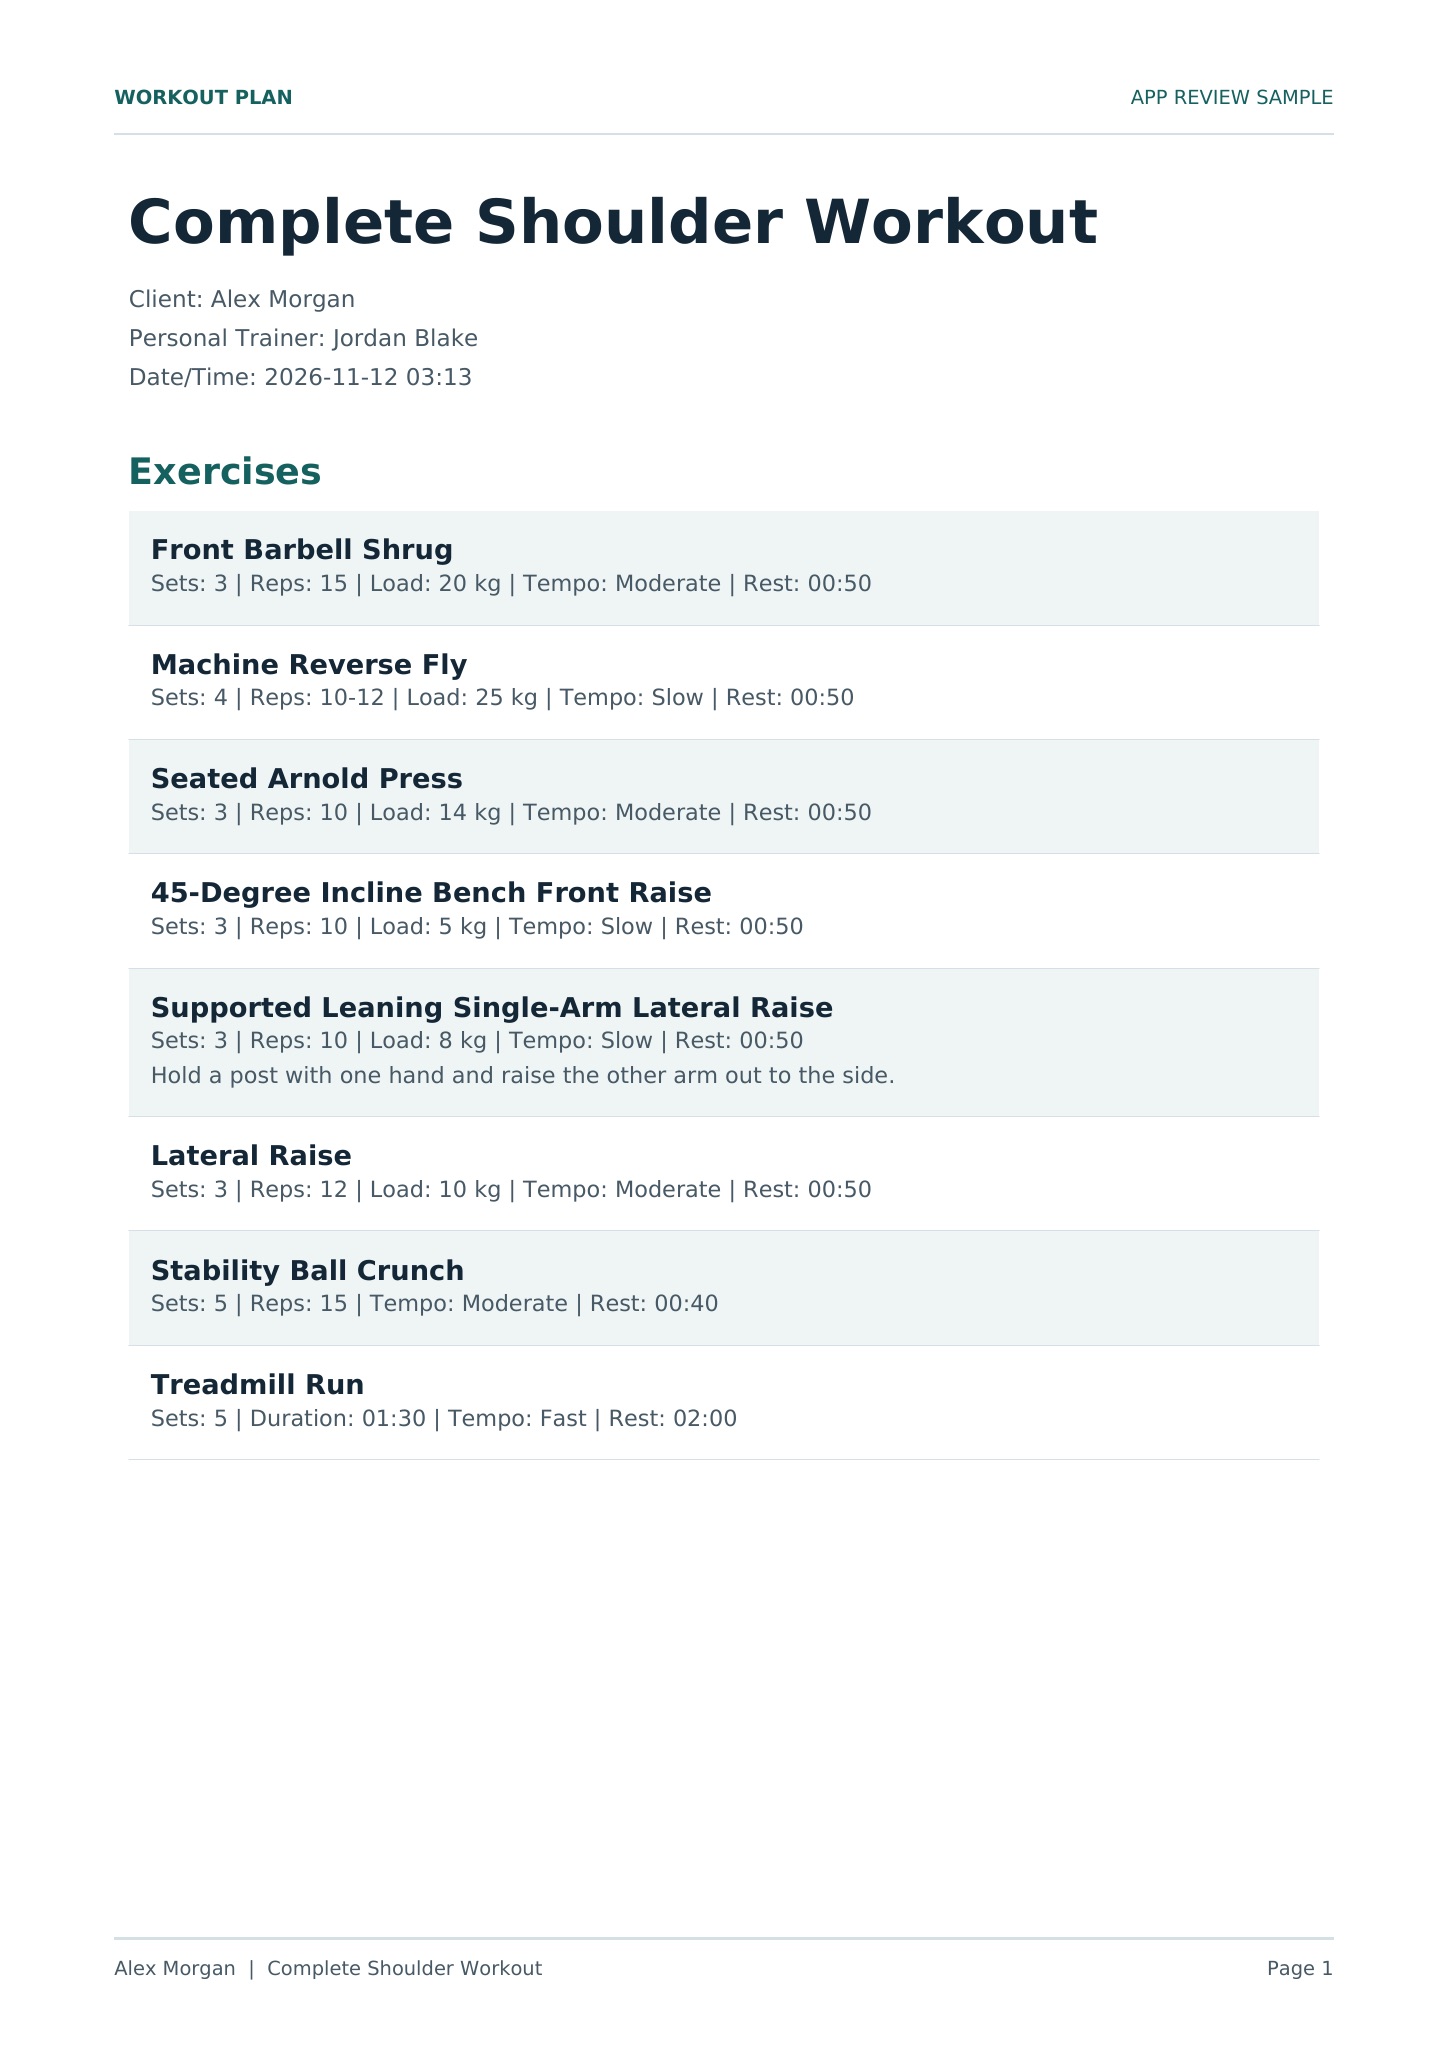 WORKOUT PLAN
APP REVIEW SAMPLE
Complete Shoulder Workout
Client: Alex Morgan
Personal Trainer: Jordan Blake
Date/Time: 2026-11-12 03:13
Exercises
Front Barbell Shrug
Sets: 3 | Reps: 15 | Load: 20 kg | Tempo: Moderate | Rest: 00:50
Machine Reverse Fly
Sets: 4 | Reps: 10-12 | Load: 25 kg | Tempo: Slow | Rest: 00:50
Seated Arnold Press
Sets: 3 | Reps: 10 | Load: 14 kg | Tempo: Moderate | Rest: 00:50
45-Degree Incline Bench Front Raise
Sets: 3 | Reps: 10 | Load: 5 kg | Tempo: Slow | Rest: 00:50
Supported Leaning Single-Arm Lateral Raise
Sets: 3 | Reps: 10 | Load: 8 kg | Tempo: Slow | Rest: 00:50
Hold a post with one hand and raise the other arm out to the side.
Lateral Raise
Sets: 3 | Reps: 12 | Load: 10 kg | Tempo: Moderate | Rest: 00:50
Stability Ball Crunch
Sets: 5 | Reps: 15 | Tempo: Moderate | Rest: 00:40
Treadmill Run
Sets: 5 | Duration: 01:30 | Tempo: Fast | Rest: 02:00
Alex Morgan | Complete Shoulder Workout
Page 1